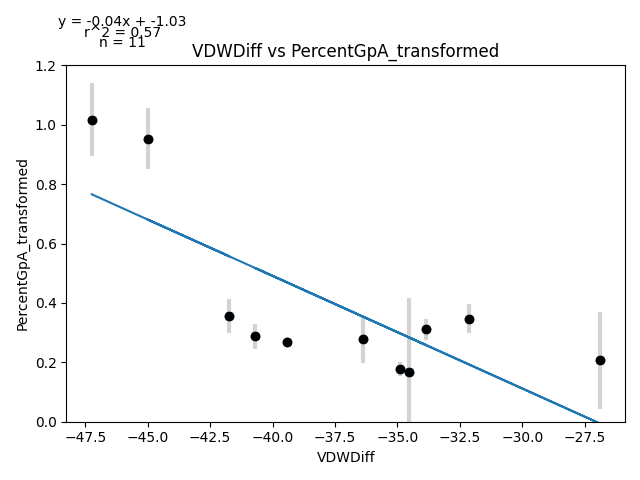 y = -0.04x + -1.03
r^2 = 0.57
n = 11
VDWDiff vs PercentGpA_transformed
1.2
1.0
0.8
0.6
0.4
0.2
0.0
PercentGpA_transformed
−47.5 −45.0 −42.5 −40.0 −37.5 −35.0 −32.5 −30.0 −27.5
VDWDiff